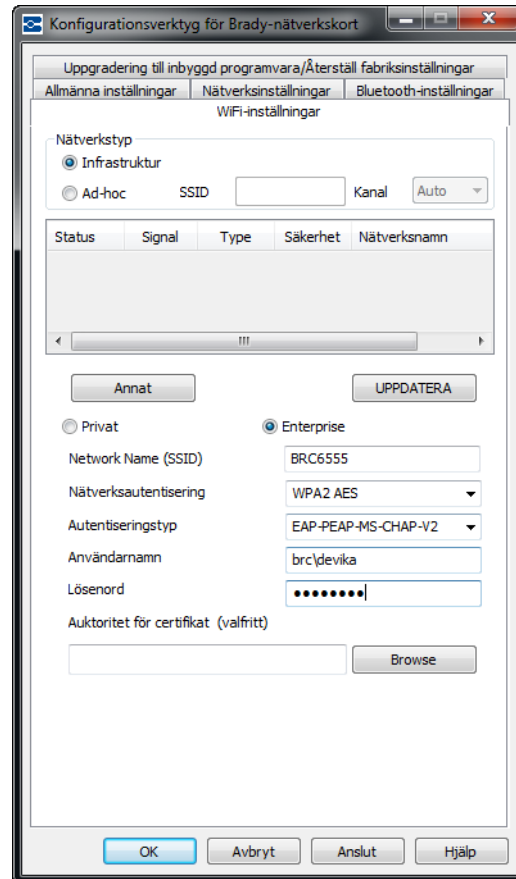 Konfigurationsverktyg för Brady-nätverkskort
Uppgradering till inbyggd programvara/Återställ fabriksinställningar
Allmänna inställningar Nätverksinställningar Bluetooth-inställningar
WiFi-inställningar
Nätverkstyp
Infrastruktur
Ad-hoc SSID Kanal Auto
Status Signal Type Säkerhet Nätverksnamn
Annat UPPDATERA
Privat Enterprise
Network Name (SSID) BRC6555
Nätverksautentisering WPA2 AES
Autentiseringstyp EAP-PEAP-MS-CHAP-V2
Användarnamn brc\devika
Lösenord ●●●●●●●●
Auktoritet för certifikat (valfritt)
Browse
OK Avbryt Anslut Hjälp